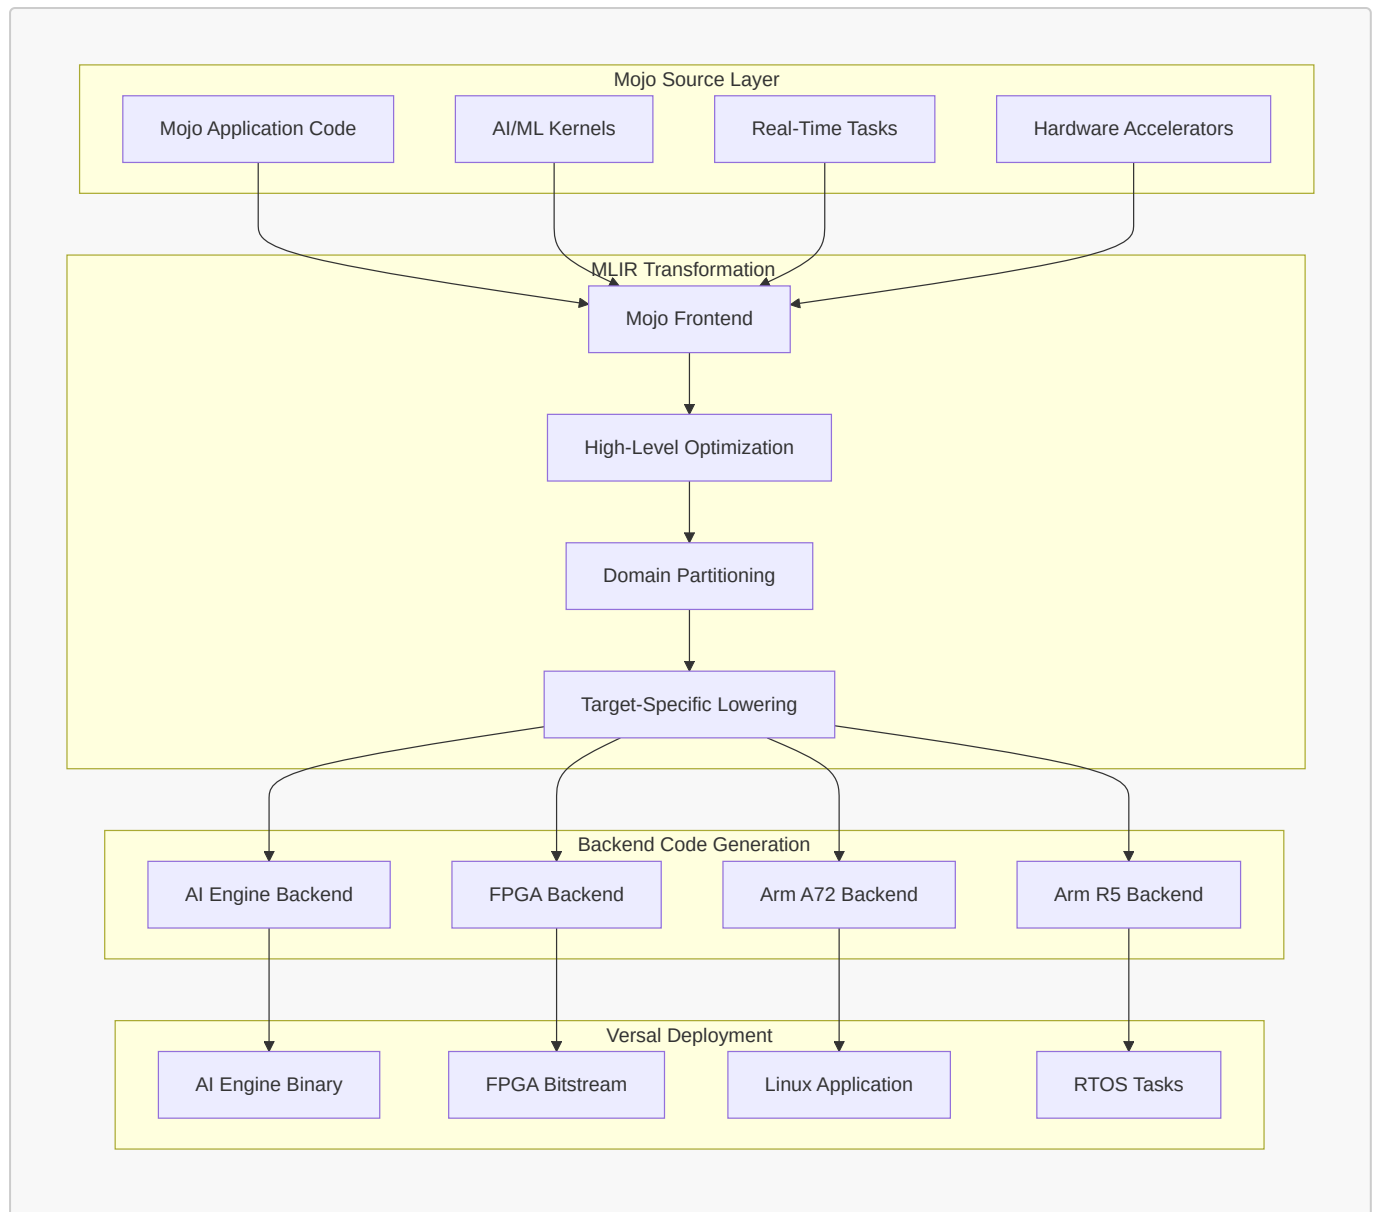 Mojo Source Layer
Mojo Application Code
AI/ML Kernels
Real-Time Tasks
Hardware Accelerators
MLIR Transformation
Mojo Frontend
High-Level Optimization
Domain Partitioning
Target-Specific Lowering
Backend Code Generation
AI Engine Backend
FPGA Backend
Arm A72 Backend
Arm R5 Backend
Versal Deployment
AI Engine Binary
FPGA Bitstream
Linux Application
RTOS Tasks